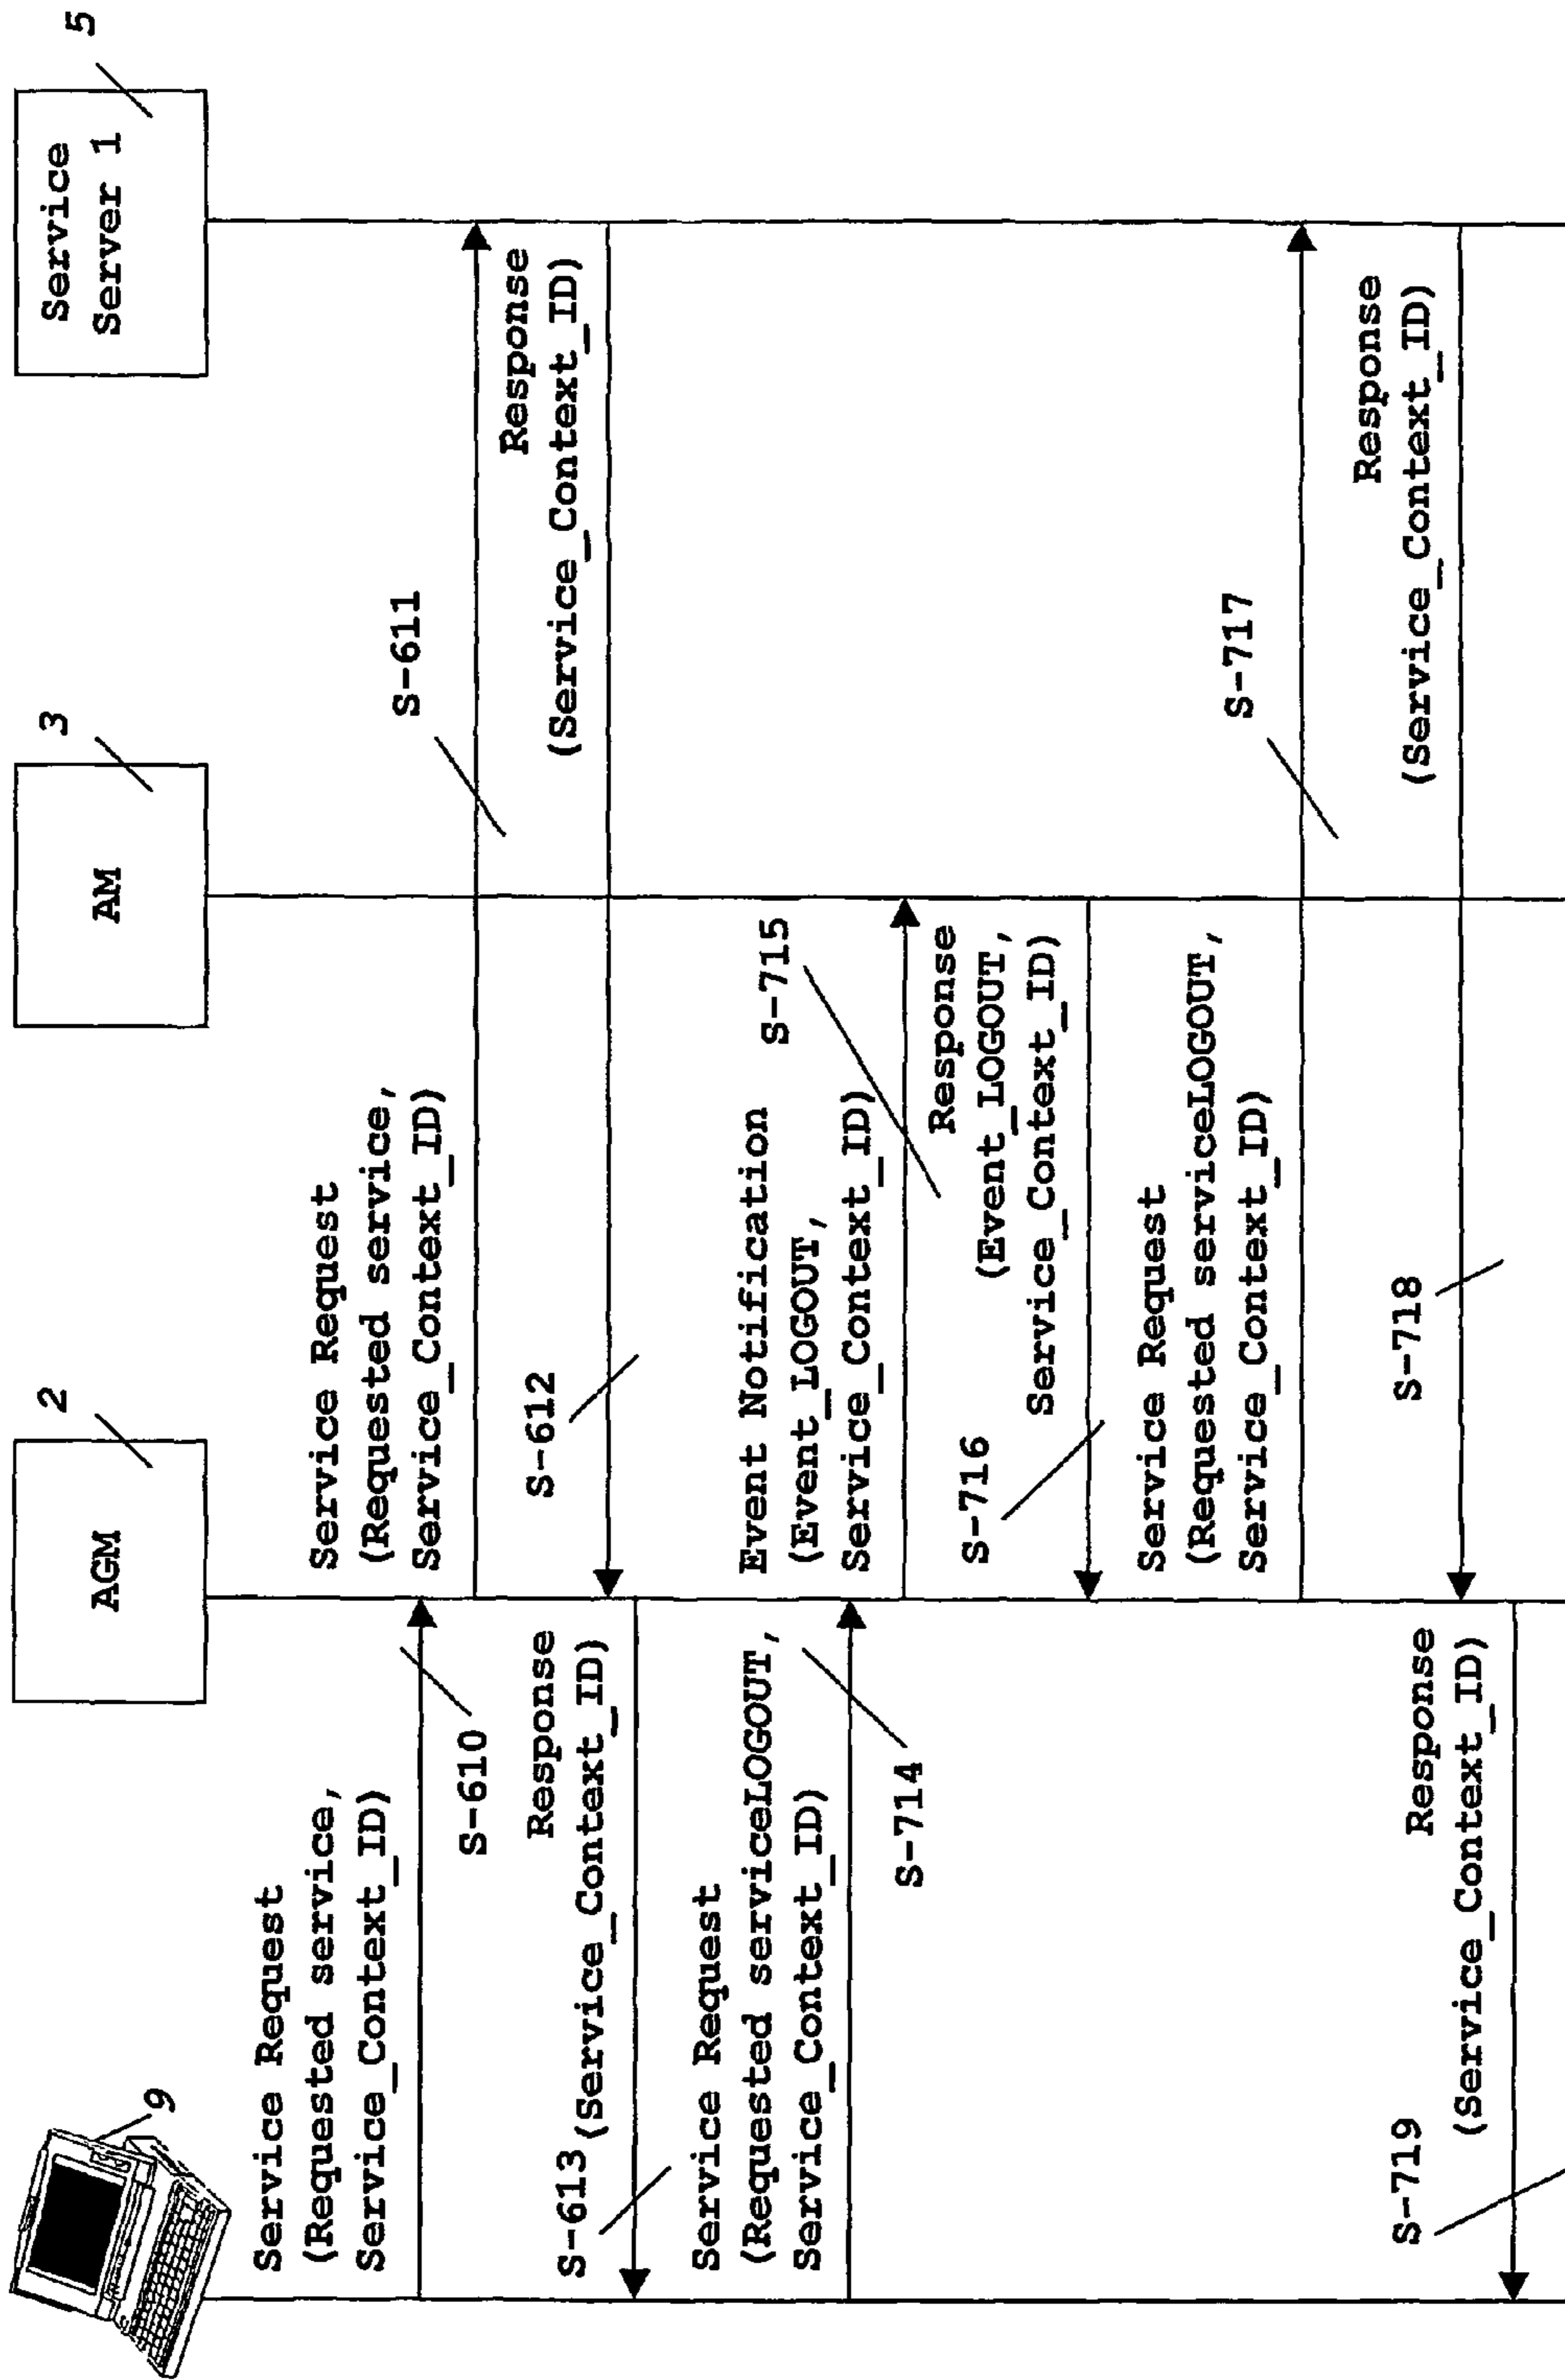 9
AGM
2
AM
3
Service
Server 1
5
Service Request
(Requested service,
Service_Context_ID)
S-610
Service Request
(Requested service,
Service_Context_ID)
S-611
Response
(Service_Context_ID)
S-612
Response
(Service_Context_ID)
S-613
Service Request
(Requested serviceLOGOUT,
Service_Context_ID)
S-714
Event Notification
(Event_LOGOUT,
Service_Context_ID)
S-715
Response
(Event_LOGOUT,
Service_Context_ID)
S-716
Service Request
(Requested serviceLOGOUT,
Service_Context_ID)
S-717
Response
(Service_Context_ID)
S-718
Response
(Service_Context_ID)
S-719